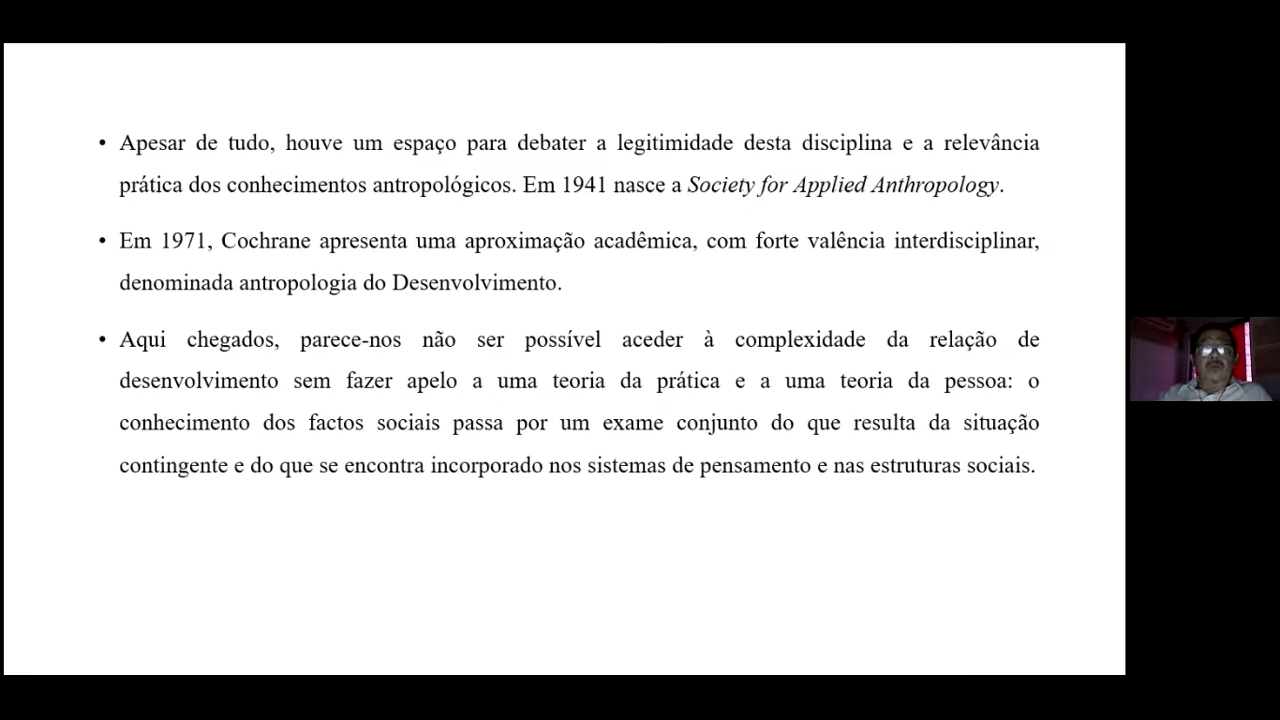 • Apesar de tudo, houve um espaço para debater a legitimidade desta disciplina e a relevância
prática dos conhecimentos antropológicos. Em 1941 nasce a Society for Applied Anthropology.
• Em 1971, Cochrane apresenta uma aproximação acadêmica, com forte valência interdisciplinar,
denominada antropologia do Desenvolvimento.
• Aqui chegados, parece-nos não ser possível aceder à complexidade da relação de
desenvolvimento sem fazer apelo a uma teoria da prática e a uma teoria da pessoa: o
conhecimento dos factos sociais passa por um exame conjunto do que resulta da situação
contingente e do que se encontra incorporado nos sistemas de pensamento e nas estruturas sociais.